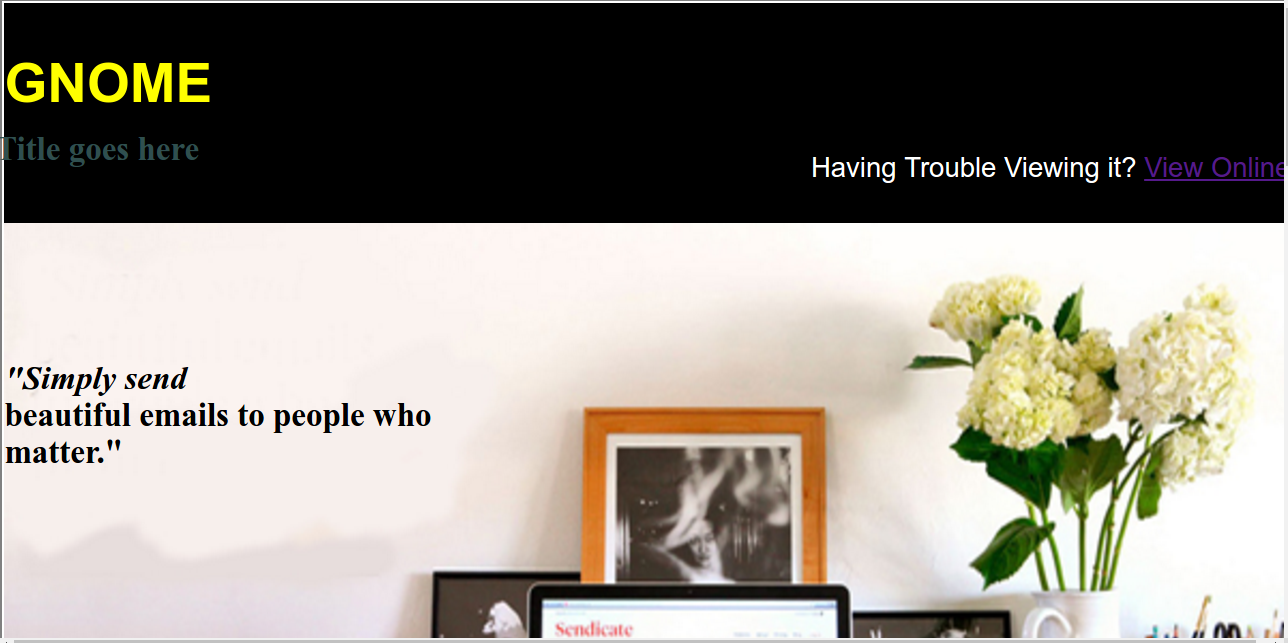 GNOME
Title goes here
Having Trouble Viewing it? View Online
"Simply send
beautiful emails to people who
matter."
Sendicate